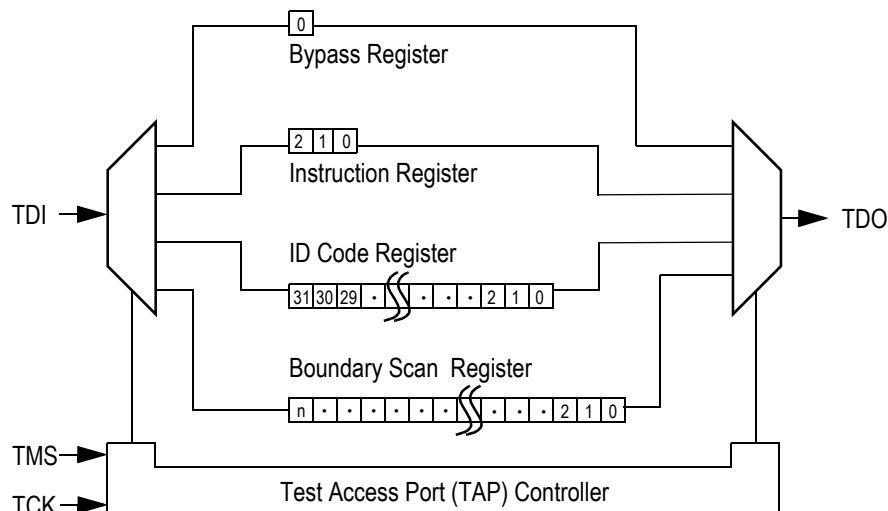 0
Bypass Register
2 1 0
Instruction Register
TDI
TDO
ID Code Register
31 30 29 · · · · 2 1 0
Boundary Scan Register
n · · · · · · · · · 2 1 0
TMS
Test Access Port (TAP) Controller
TCK